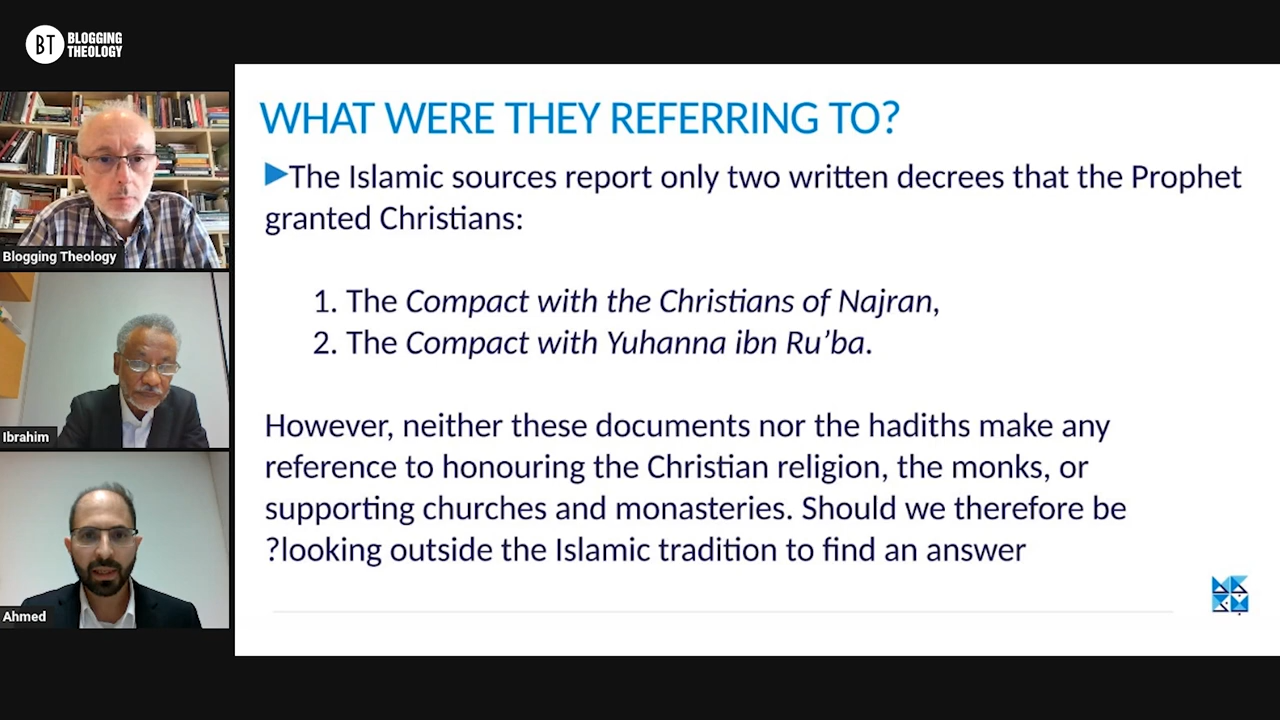 BT BLOGGING
THEOLOGY
Blogging Theology
Ibrahim
Ahmed
WHAT WERE THEY REFERRING TO?
The Islamic sources report only two written decrees that the Prophet
granted Christians:
1. The Compact with the Christians of Najran,
2. The Compact with Yuhanna ibn Ru’ba.
However, neither these documents nor the hadiths make any
reference to honouring the Christian religion, the monks, or
supporting churches and monasteries. Should we therefore be
?looking outside the Islamic tradition to find an answer